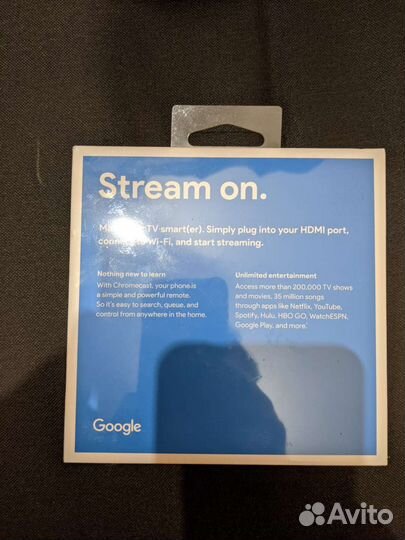 Stream on.
TV smart(er). Simply plug into your HDMI port,
Wi-Fi, and start streaming.
Nothing new to learn
With Chromecast, your phone is
a simple and powerful remote.
So it's easy to search, queue, and
control from anywhere in the home.
Unlimited entertainment
Access more than 200,000 TV shows
and movies, 35 million songs
through apps like Netflix, YouTube,
Spotify, Hulu, HBO GO, WatchESPN,
Google Play, and more.
Google
Avito